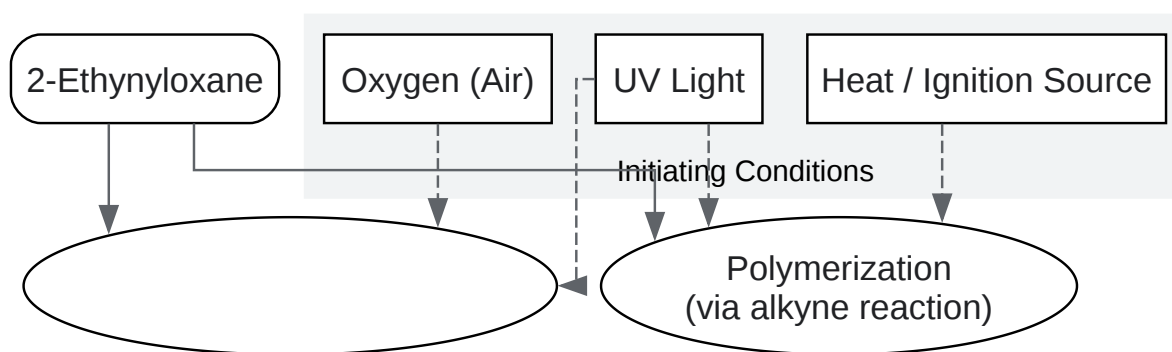 2-Ethynyloxane
Oxygen (Air)
UV Light
Heat / Ignition Source
Initiating Conditions
Polymerization
(via alkyne reaction)